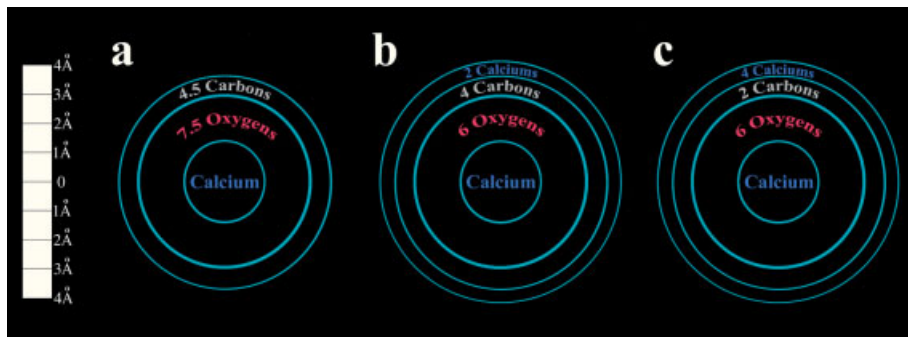 a
b
c
4Å
3Å
2Å
1Å
0
1Å
2Å
3Å
4Å
4.5 Carbons
7.5 Oxygens
Calcium
2 Calciums
4 Carbons
6 Oxygens
Calcium
4 Calciums
2 Carbons
6 Oxygens
Calcium